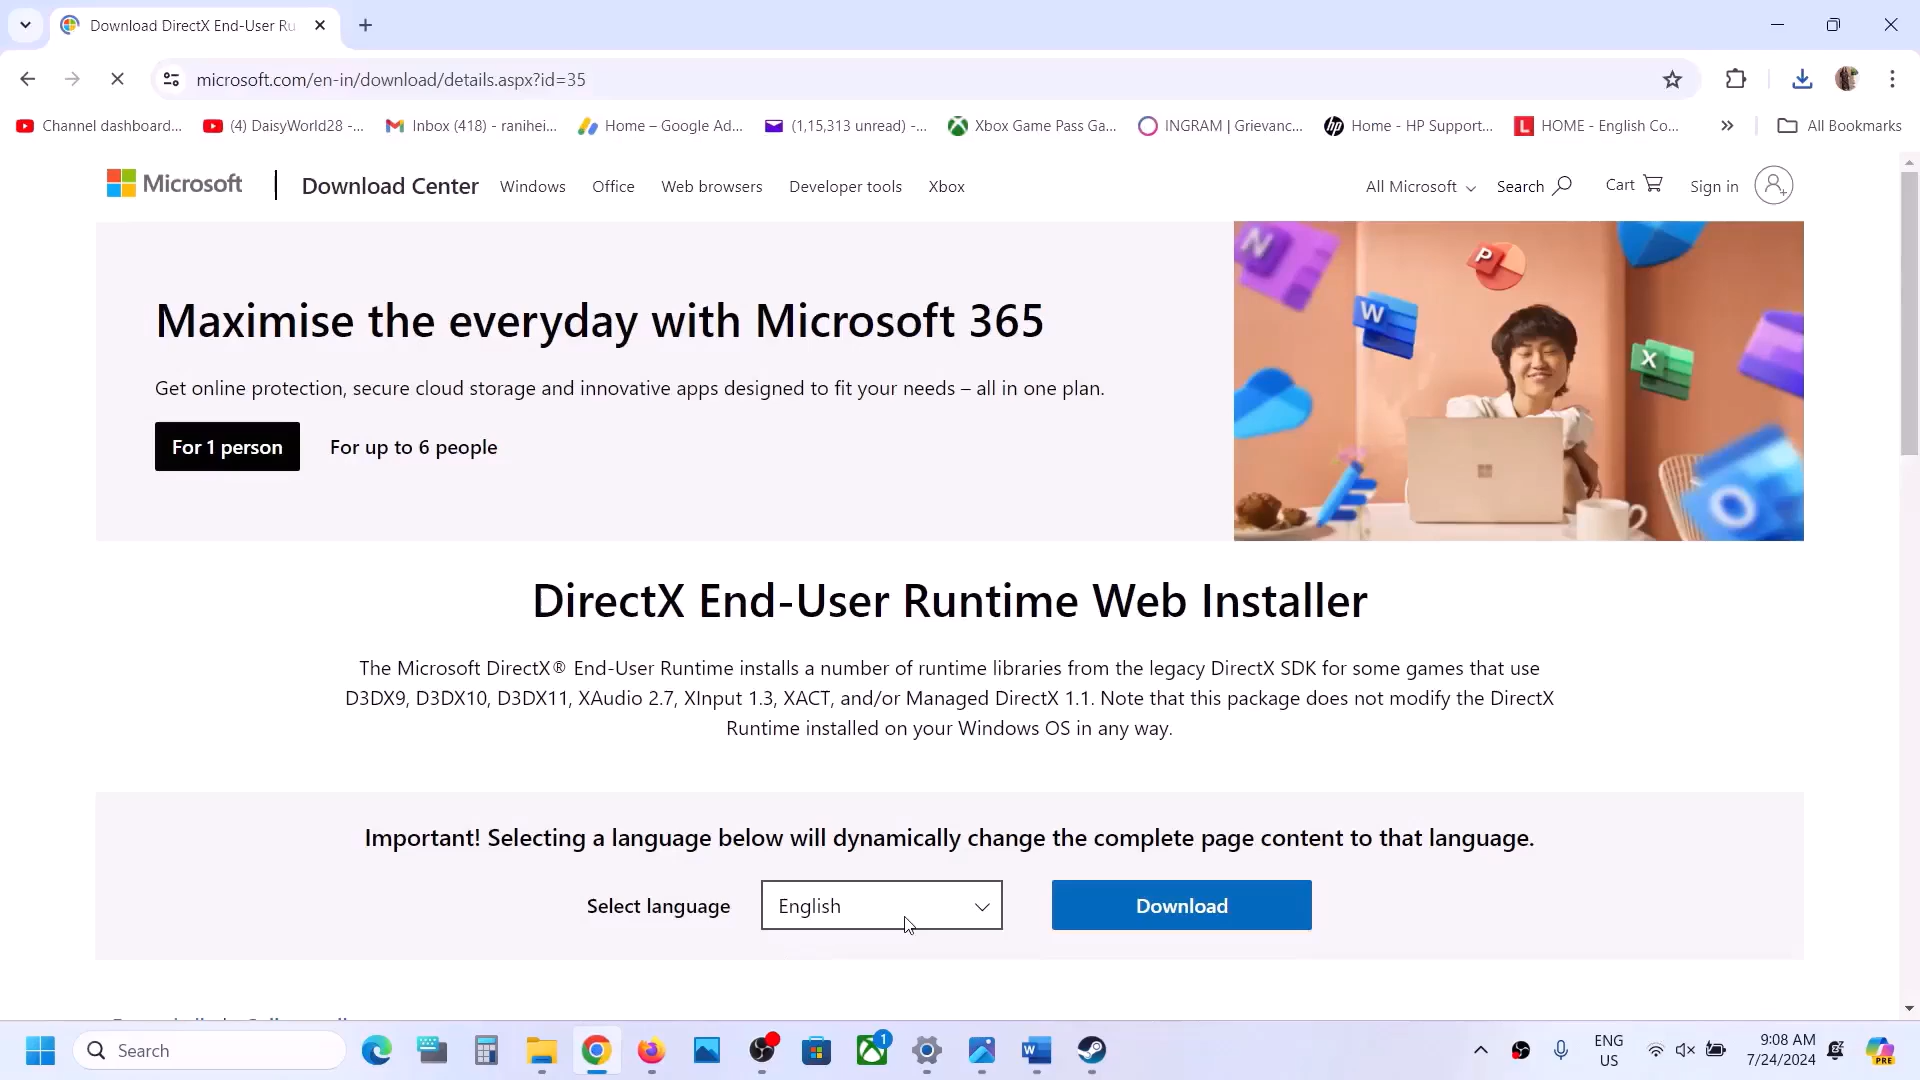 Download DirectX End-User Ru
microsoft.com/en-in/download/details.aspx?id=35
Channel dashboard... (4) DaisyWorld28 -... Inbox (418) - ranihei... Home – Google Ad... (1,15,313 unread) -... Xbox Game Pass Ga... INGRAM | Grievanc... Home - HP Support... HOME - English Co... » All Bookmarks
Microsoft Download Center Windows Office Web browsers Developer tools Xbox All Microsoft Search Cart Sign in
Maximise the everyday with Microsoft 365
Get online protection, secure cloud storage and innovative apps designed to fit your needs – all in one plan.
For 1 person For up to 6 people
DirectX End-User Runtime Web Installer
The Microsoft DirectX® End-User Runtime installs a number of runtime libraries from the legacy DirectX SDK for some games that use
D3DX9, D3DX10, D3DX11, XAudio 2.7, XInput 1.3, XACT, and/or Managed DirectX 1.1. Note that this package does not modify the DirectX
Runtime installed on your Windows OS in any way.
Important! Selecting a language below will dynamically change the complete page content to that language.
Select language English Download
Search 1 ENG 9:08 AM
US 7/24/2024